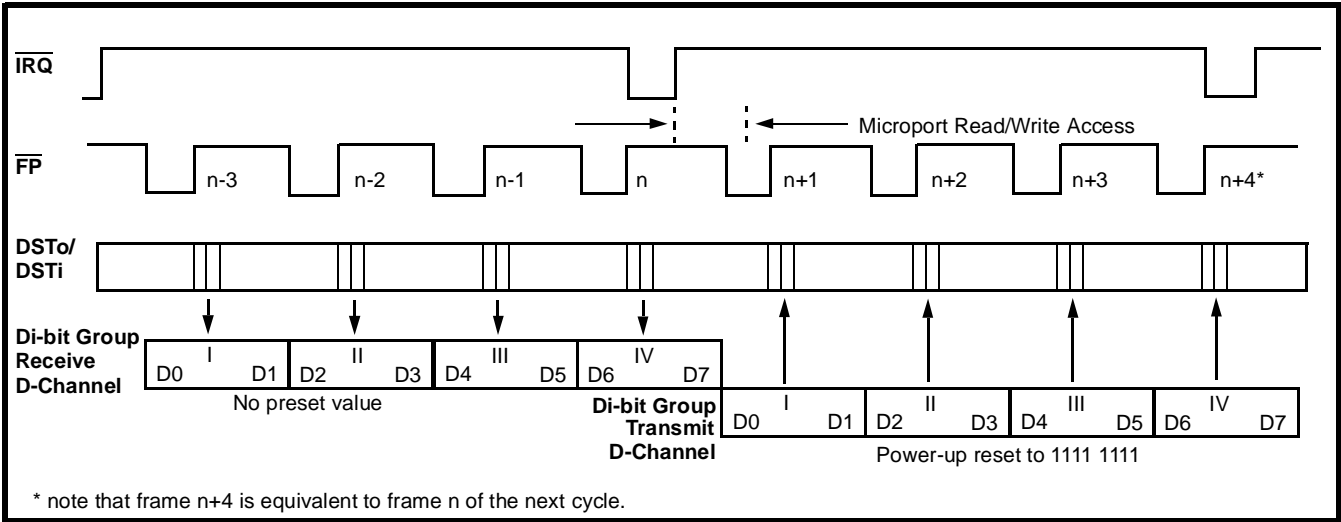 IRQ
Microport Read/Write Access
FP
n-3 n-2 n-1 n n+1 n+2 n+3 n+4*
DSTo/
DSTi
Di-bit Group
Receive
D-Channel
I II III IV
D0 D1 D2 D3 D4 D5 D6 D7
No preset value
Di-bit Group
Transmit
D-Channel
I II III IV
D0 D1 D2 D3 D4 D5 D6 D7
Power-up reset to 1111 1111
* note that frame n+4 is equivalent to frame n of the next cycle.